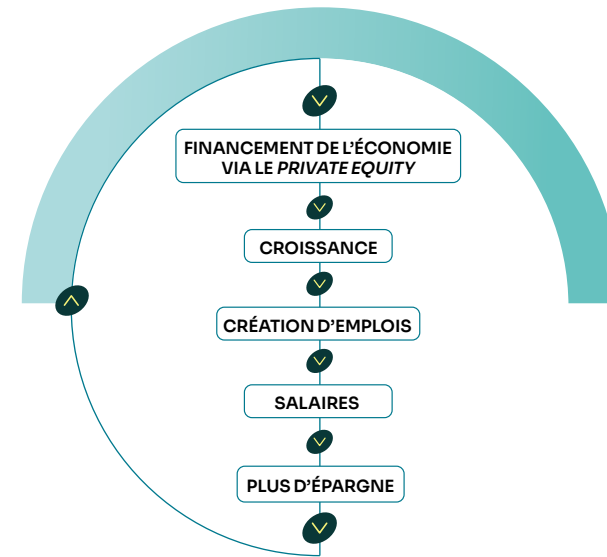 FINANCEMENT DE L’ÉCONOMIE
VIA LE PRIVATE EQUITY
CROISSANCE
CRÉATION D’EMPLOIS
SALAIRES
PLUS D’ÉPARGNE